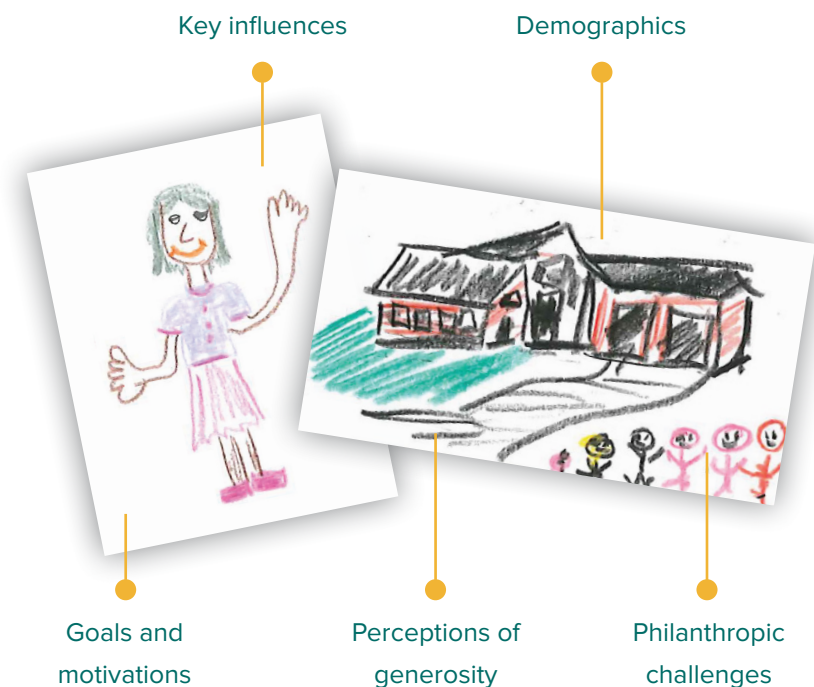 Key influences
Demographics
Goals and
motivations
Perceptions of
generosity
Philanthropic
challenges